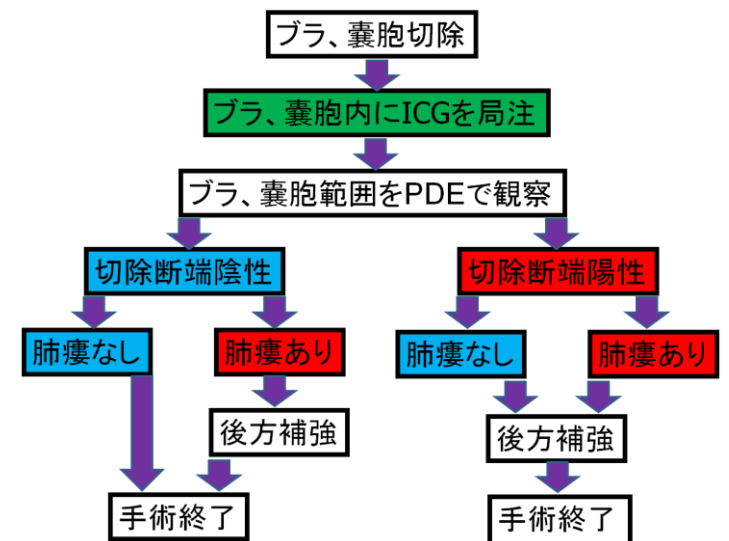 ブラ、嚢胞切除
ブラ、嚢胞内にICGを局注
ブラ、嚢胞範囲をPDEで観察
切除断端陰性
切除断端陽性
肺瘻なし
肺瘻あり
肺瘻なし
肺瘻あり
後方補強
後方補強
手術終了
手術終了